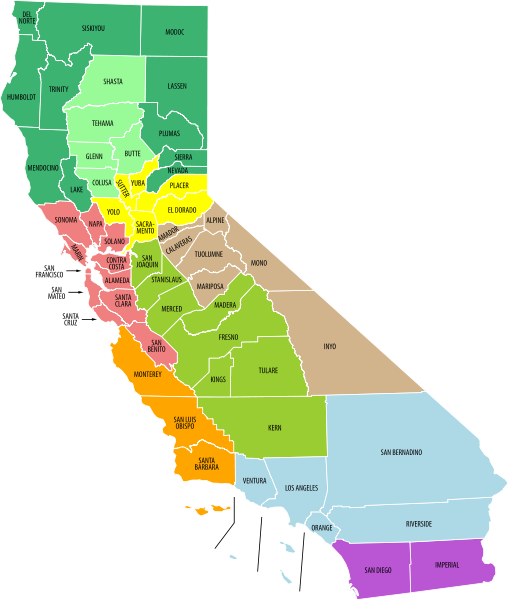 DEL
NORTE
SISKIYOU
MODOC
HUMBOLDT
TRINITY
SHASTA
LASSEN
TEHAMA
PLUMAS
MENDOCINO
GLENN
BUTTE
SIERRA
NEVADA
LAKE
COLUSA
SUTTER
YUBA
PLACER
SONOMA
NAPA
YOLO
EL DORADO
SACRA-
MENTO
AMADOR
ALPINE
MARIN
SOLANO
CALAVERAS
TUOLUMNE
MONO
SAN
FRANCISCO
CONTRA
COSTA
SAN
JOAQUIN
ALAMEDA
STANISLAUS
MARIPOSA
SAN
MATEO
SANTA
CLARA
MERCED
MADERA
SANTA
CRUZ
SAN
BENITO
FRESNO
INYO
MONTEREY
KINGS
TULARE
SAN LUIS
OBISPO
KERN
SAN BERNADINO
SANTA
BARBARA
VENTURA
LOS ANGELES
ORANGE
RIVERSIDE
SAN DIEGO
IMPERIAL